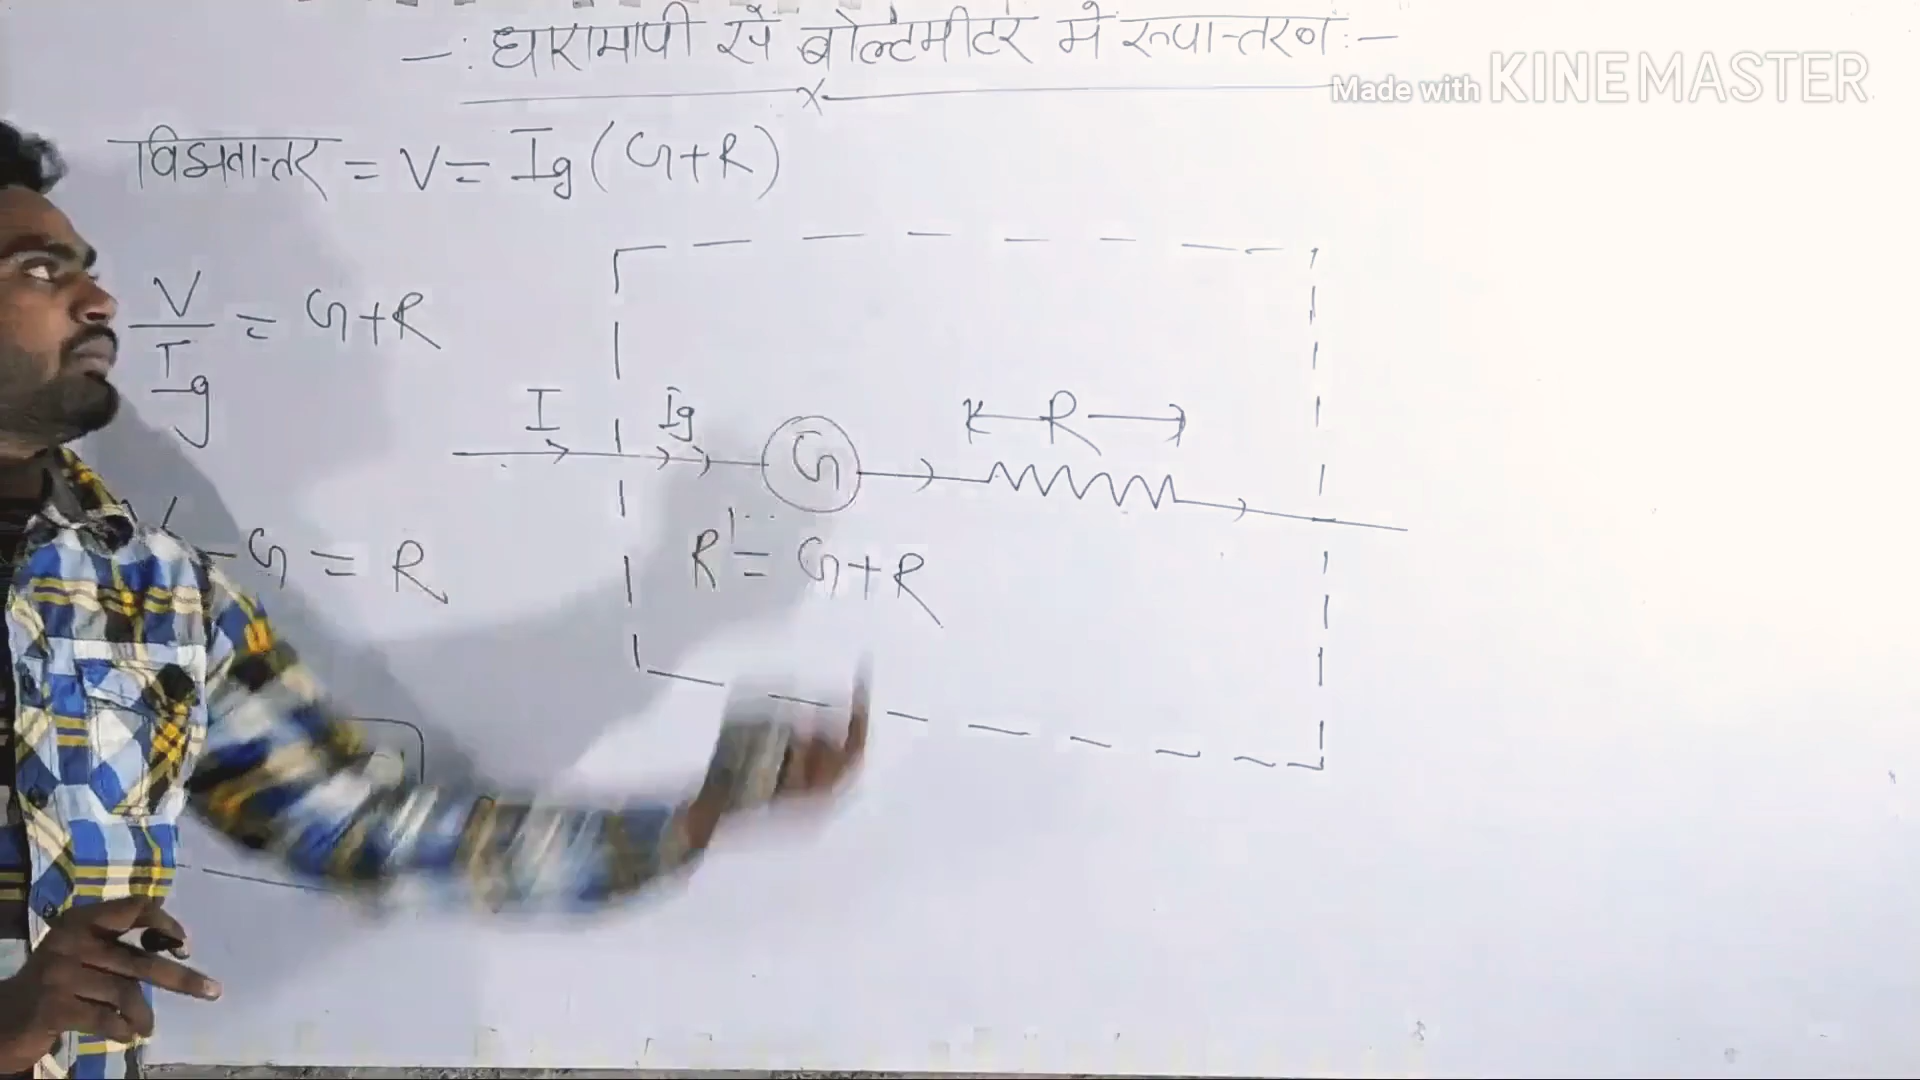 -: धारामापी से बोल्टमीटर में रूपान्तरण :-
Made with KINEMASTER
विभवान्तर = V = Ig (G+R)
V/Ig = G+R
I
Ig
G
R
- G = R
R' = G+R